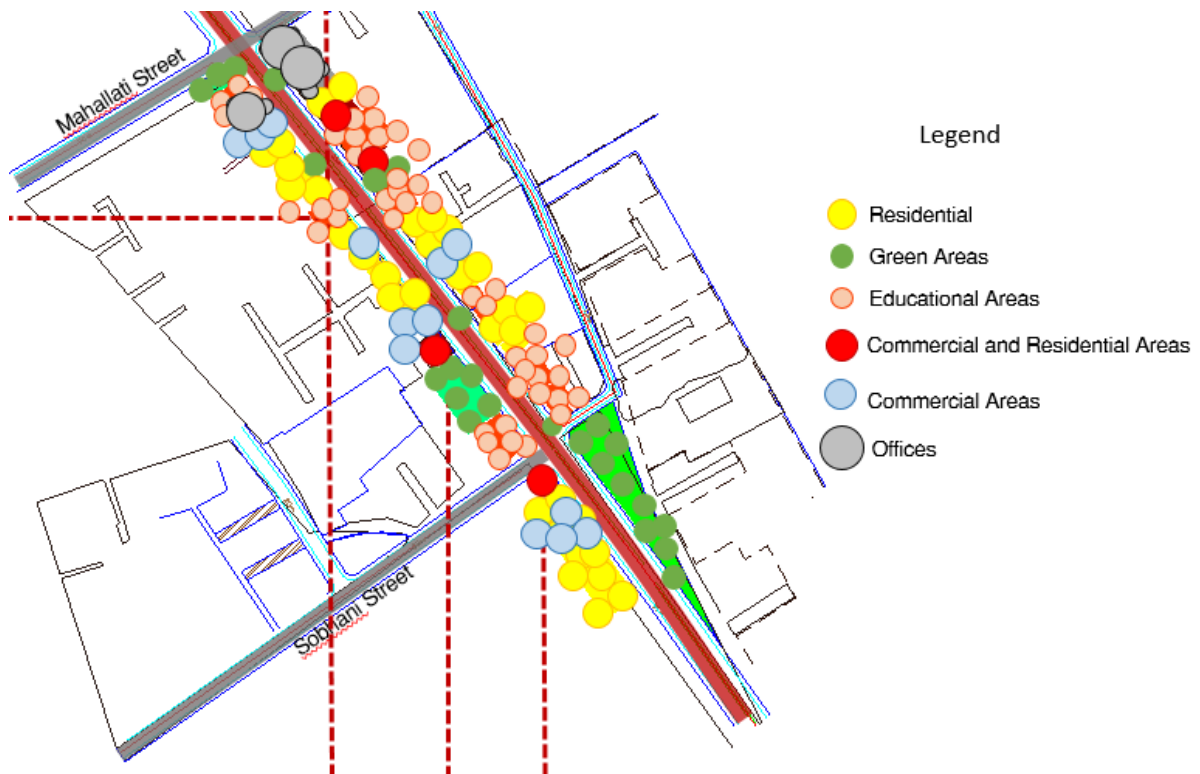 Mahallati Street
Legend
Residential
Green Areas
Educational Areas
Commercial and Residential Areas
Commercial Areas
Offices
Sobhani Street